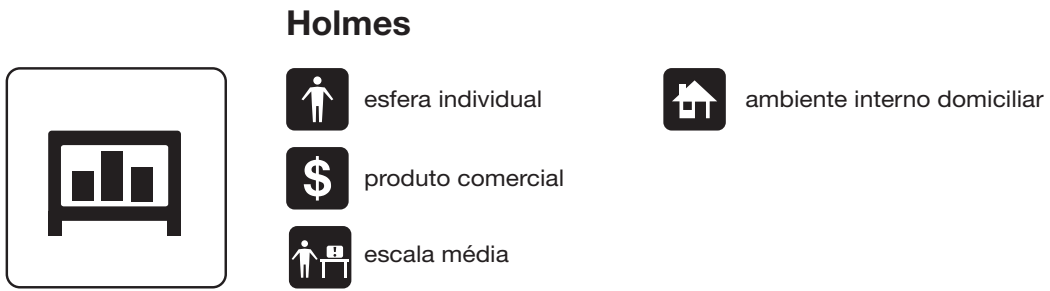 Holmes
esfera individual
ambiente interno domiciliar
$ produto comercial
escala média